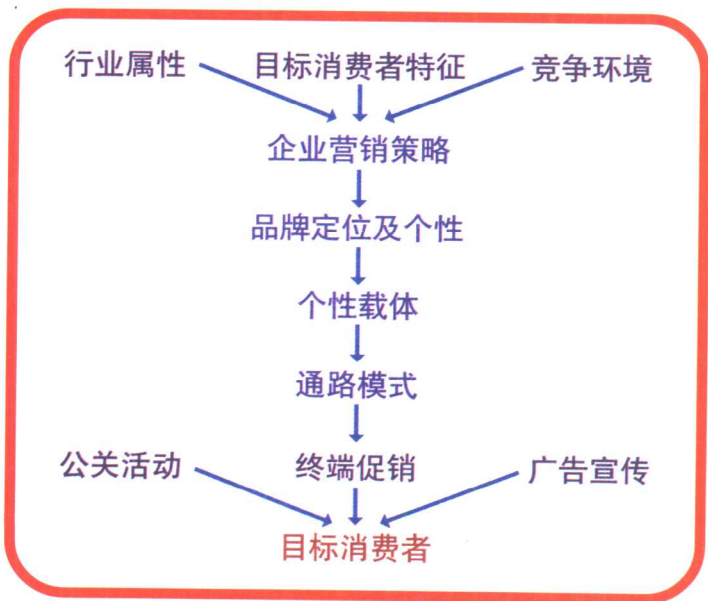 行业属性 目标消费者特征 竞争环境
企业营销策略
品牌定位及个性
个性载体
通路模式
公关活动 终端促销 广告宣传
目标消费者